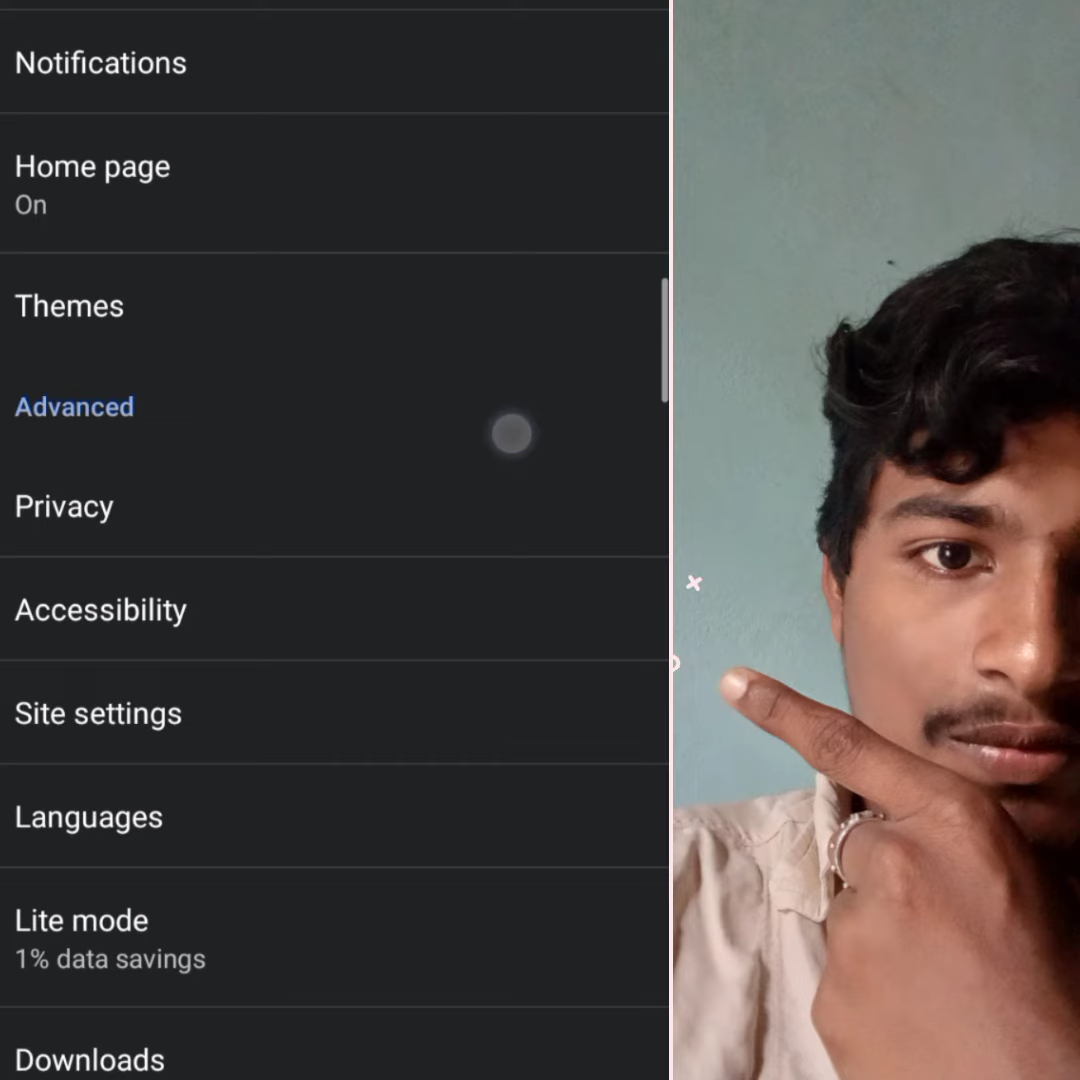 Notifications
Home page
On
Themes
Advanced
Privacy
Accessibility
Site settings
Languages
Lite mode
1% data savings
Downloads